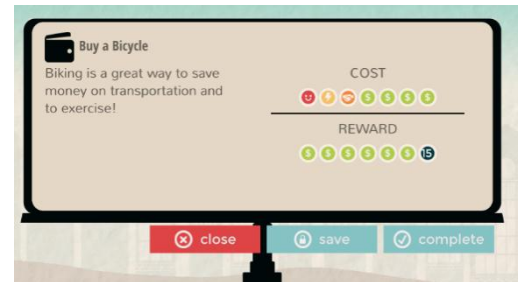 Buy a Bicycle
Biking is a great way to save
money on transportation and
to exercise!
COST
$ $ $ $
REWARD
$ $ $ $ $ $ 15
close
save
complete